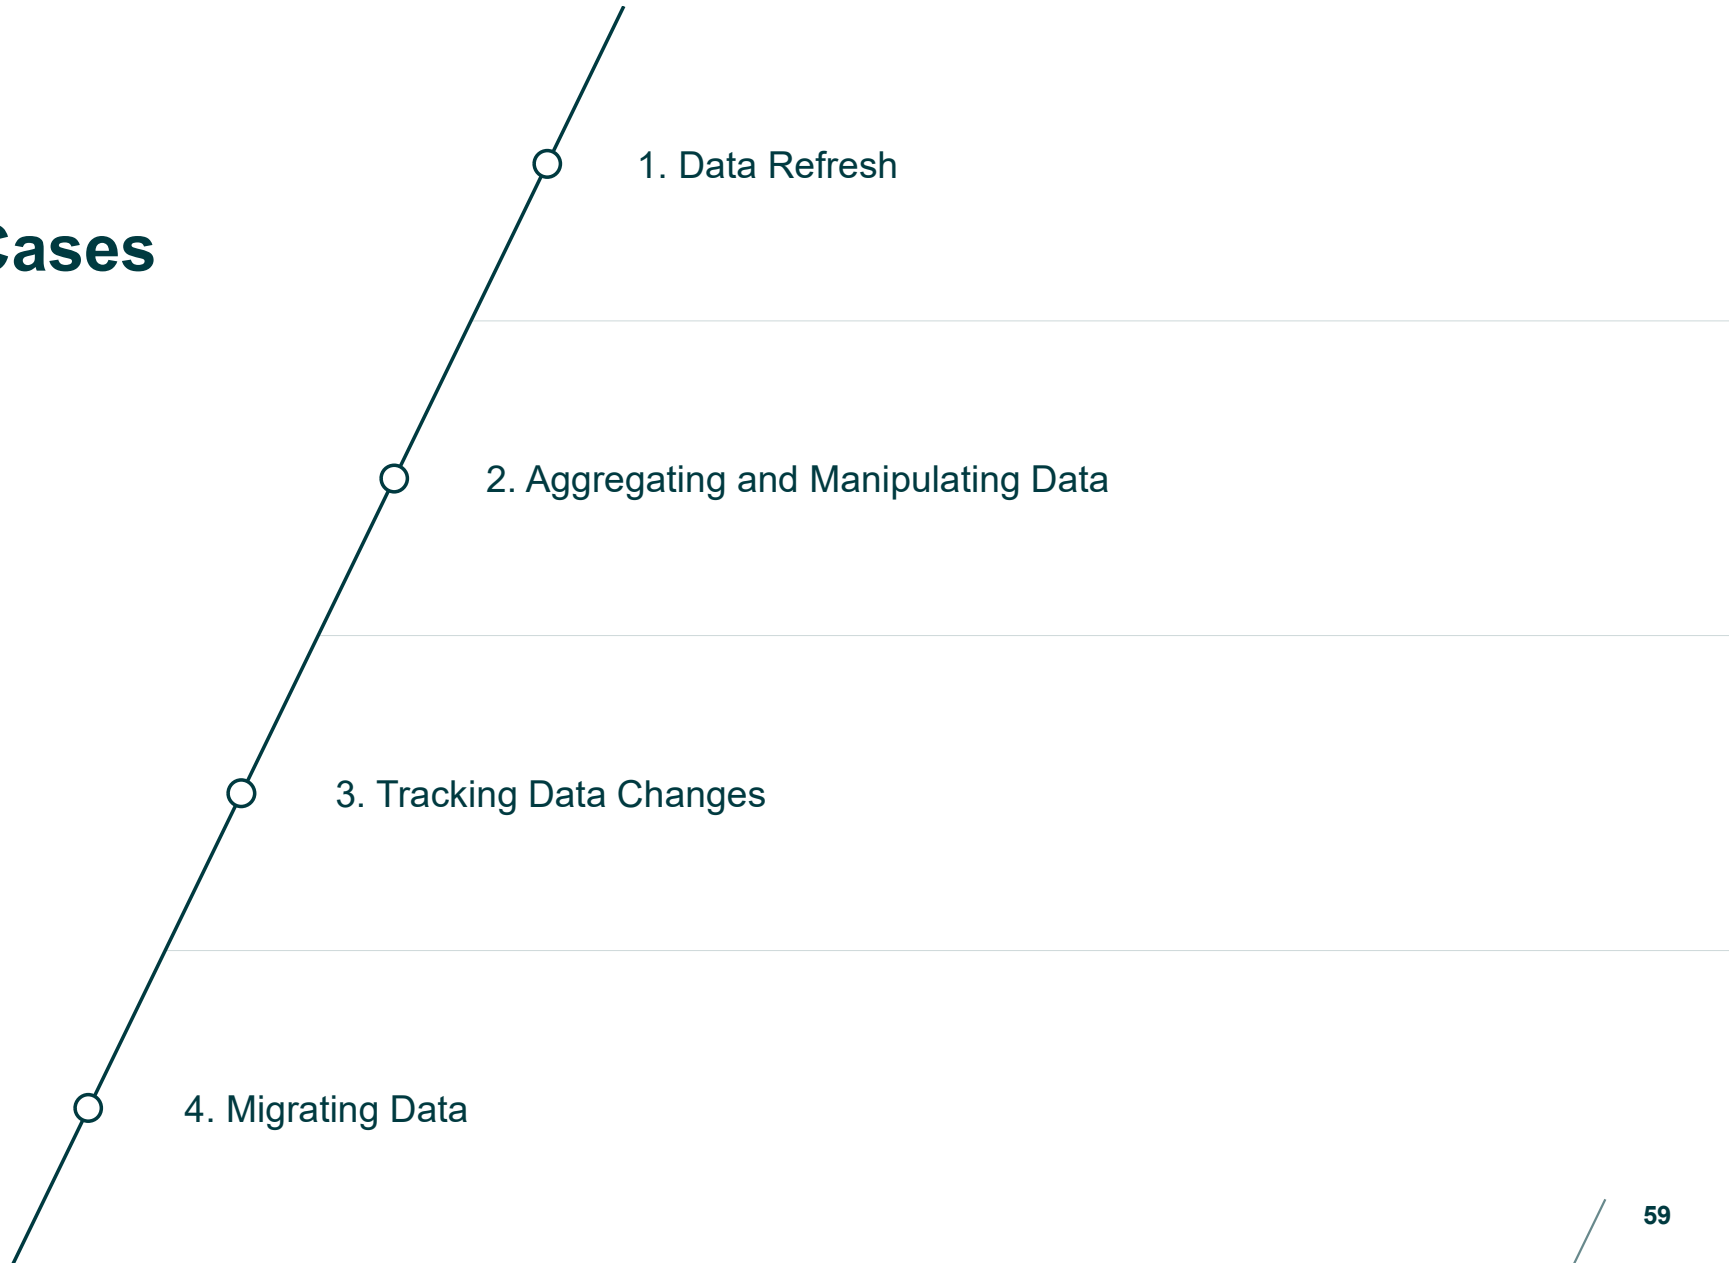 Cases
1. Data Refresh
2. Aggregating and Manipulating Data
3. Tracking Data Changes
4. Migrating Data
59